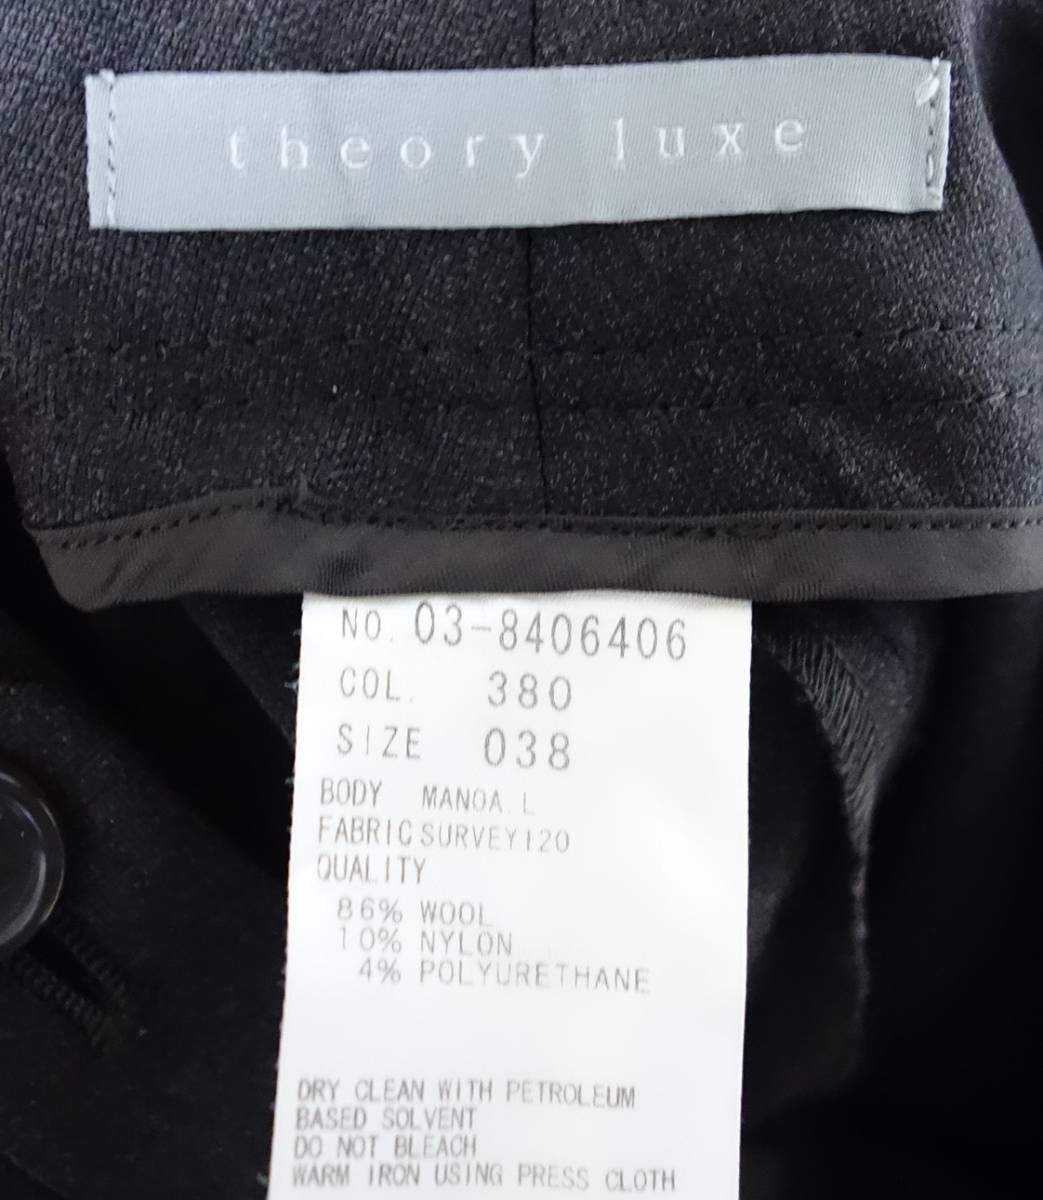 theory luxe
NO. 03-8406406
COL. 380
SIZE 038
BODY MANOA.L
FABRIC SURVEY120
QUALITY
86% WOOL
10% NYLON
4% POLYURETHANE
DRY CLEAN WITH PETROLEUM
BASED SOLVENT
DO NOT BLEACH
WARM IRON USING PRESS CLOTH